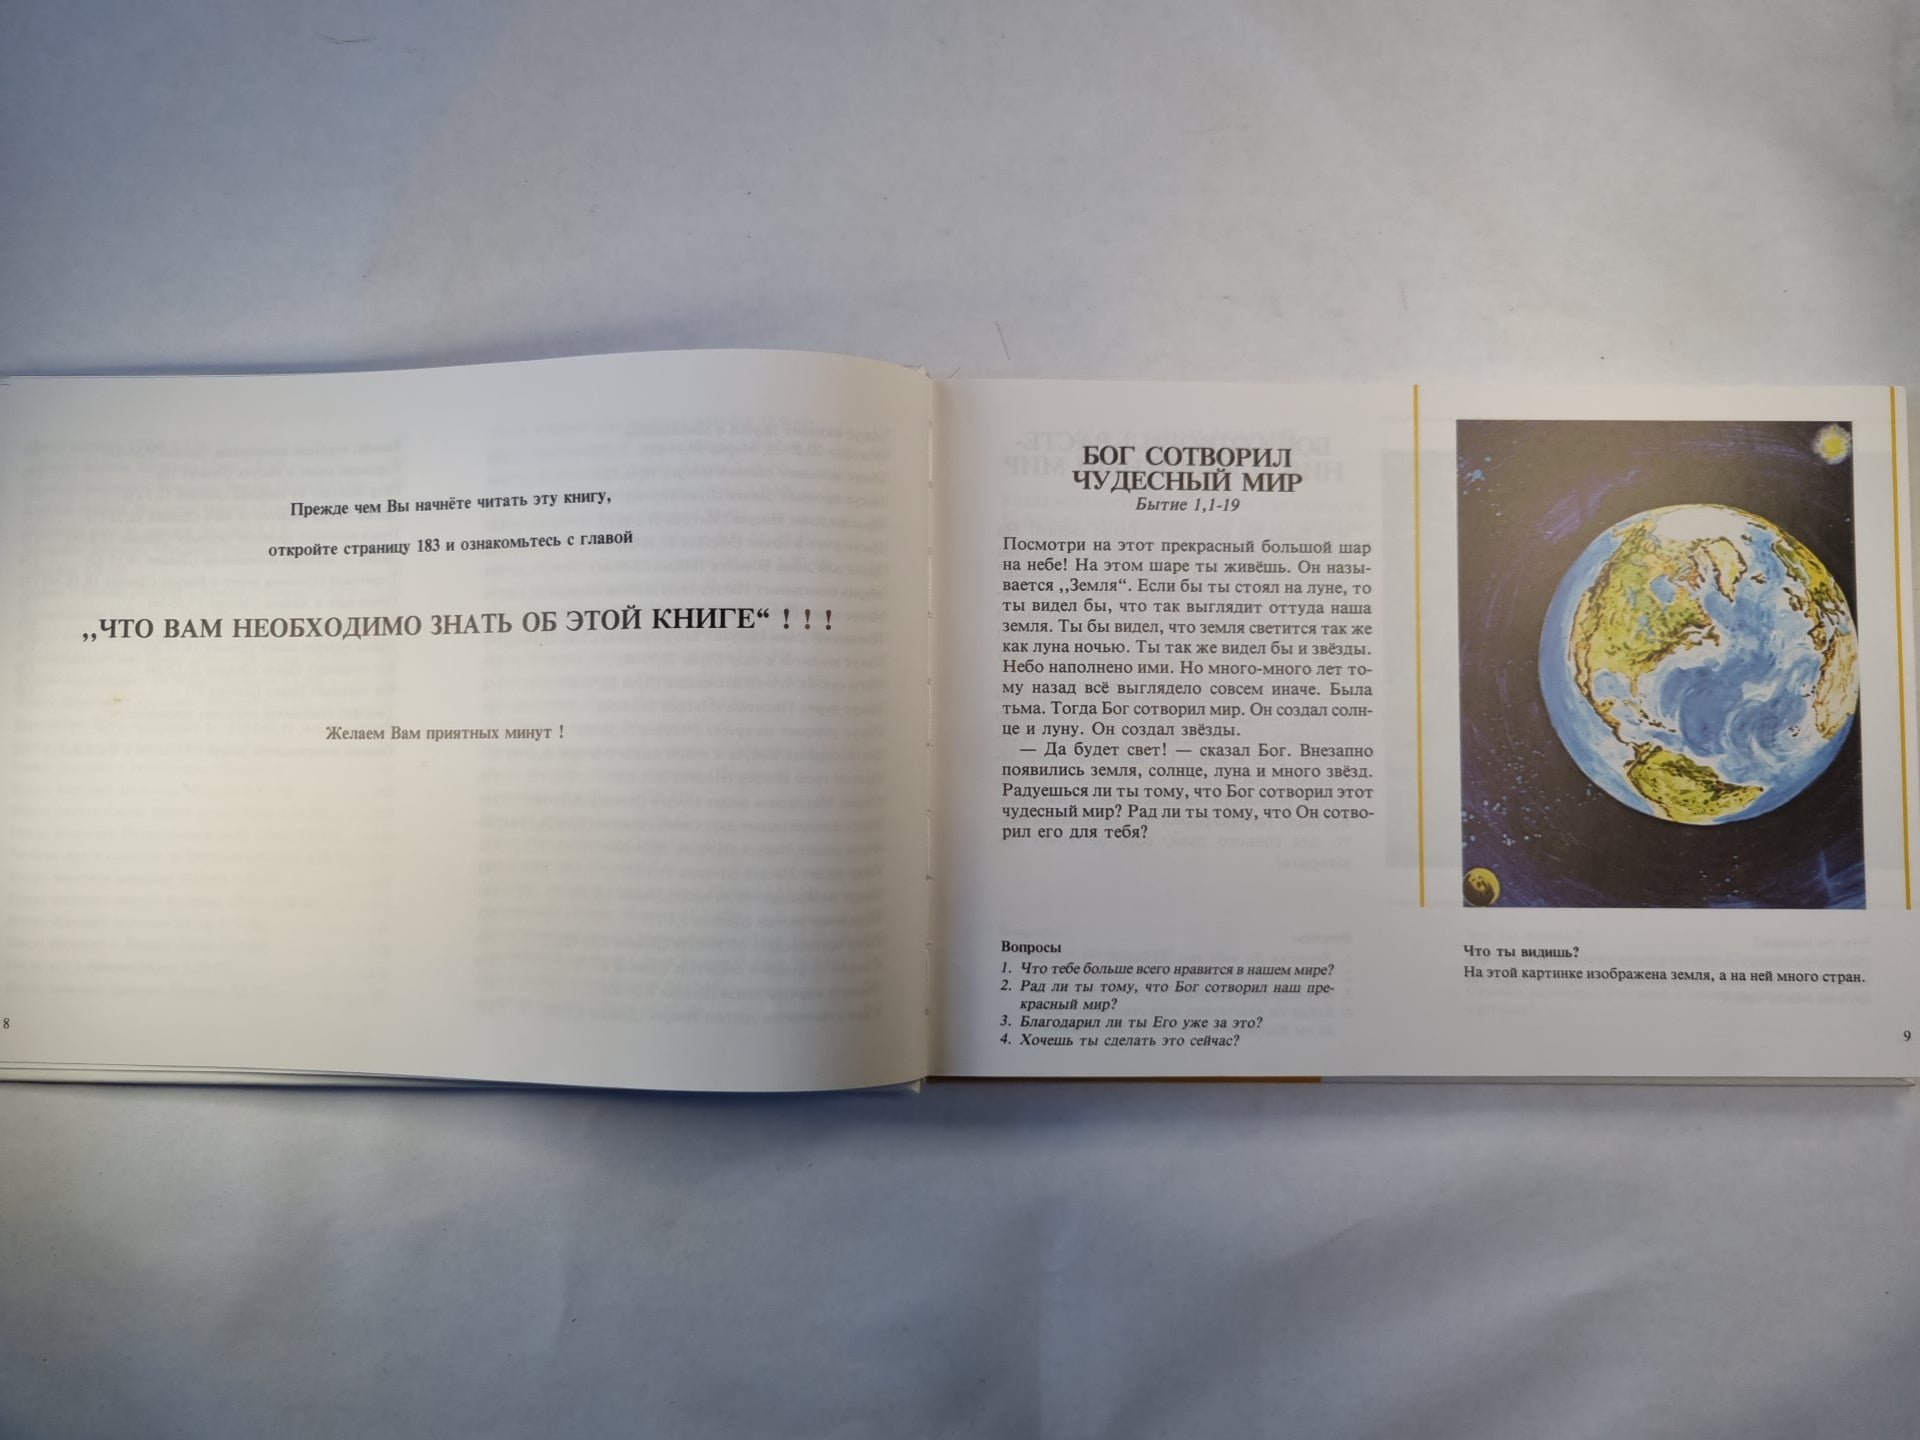 Прежде чем Вы начнёте читать эту книгу,
откройте страницу 183 и ознакомьтесь с главой
,,ЧТО ВАМ НЕОБХОДИМО ЗНАТЬ ОБ ЭТОЙ КНИГЕ“ ! ! !
Желаем Вам приятных минут !
8
БОГ СОТВОРИЛ
ЧУДЕСНЫЙ МИР
Бытие 1,1-19
Посмотри на этот прекрасный большой шар
на небе! На этом шаре ты живёшь. Он назы-
вается ,,Земля“. Если бы ты стоял на луне, то
ты видел бы, что так выглядит оттуда наша
земля. Ты бы видел, что земля светится так же
как луна ночью. Ты так же видел бы и звёзды.
Небо наполнено ими. Но много-много лет то-
му назад всё выглядело совсем иначе. Была
тьма. Тогда Бог сотворил мир. Он создал солн-
це и луну. Он создал звёзды.
— Да будет свет! — сказал Бог. Внезапно
появились земля, солнце, луна и много звёзд.
Радуешься ли ты тому, что Бог сотворил этот
чудесный мир? Рад ли ты тому, что Он сотво-
рил его для тебя?
Вопросы
1. Что тебе больше всего нравится в нашем мире?
2. Рад ли ты тому, что Бог сотворил наш пре-
красный мир?
3. Благодарил ли ты Его уже за это?
4. Хочешь ты сделать это сейчас?
Что ты видишь?
На этой картинке изображена земля, а на ней много стран.
9